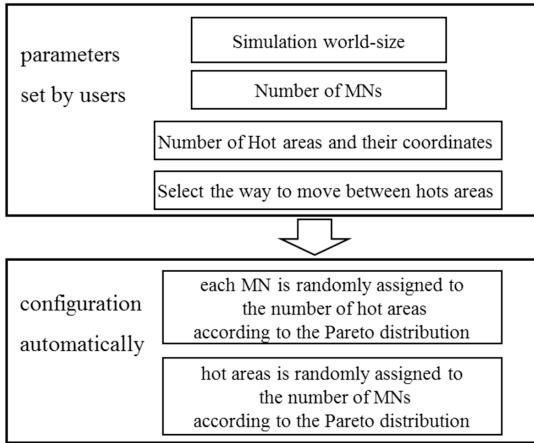 parameters
set by users
Simulation world-size
Number of MNs
Number of Hot areas and their coordinates
Select the way to move between hots areas
configuration
automatically
each MN is randomly assigned to
the number of hot areas
according to the Pareto distribution
hot areas is randomly assigned to
the number of MNs
according to the Pareto distribution